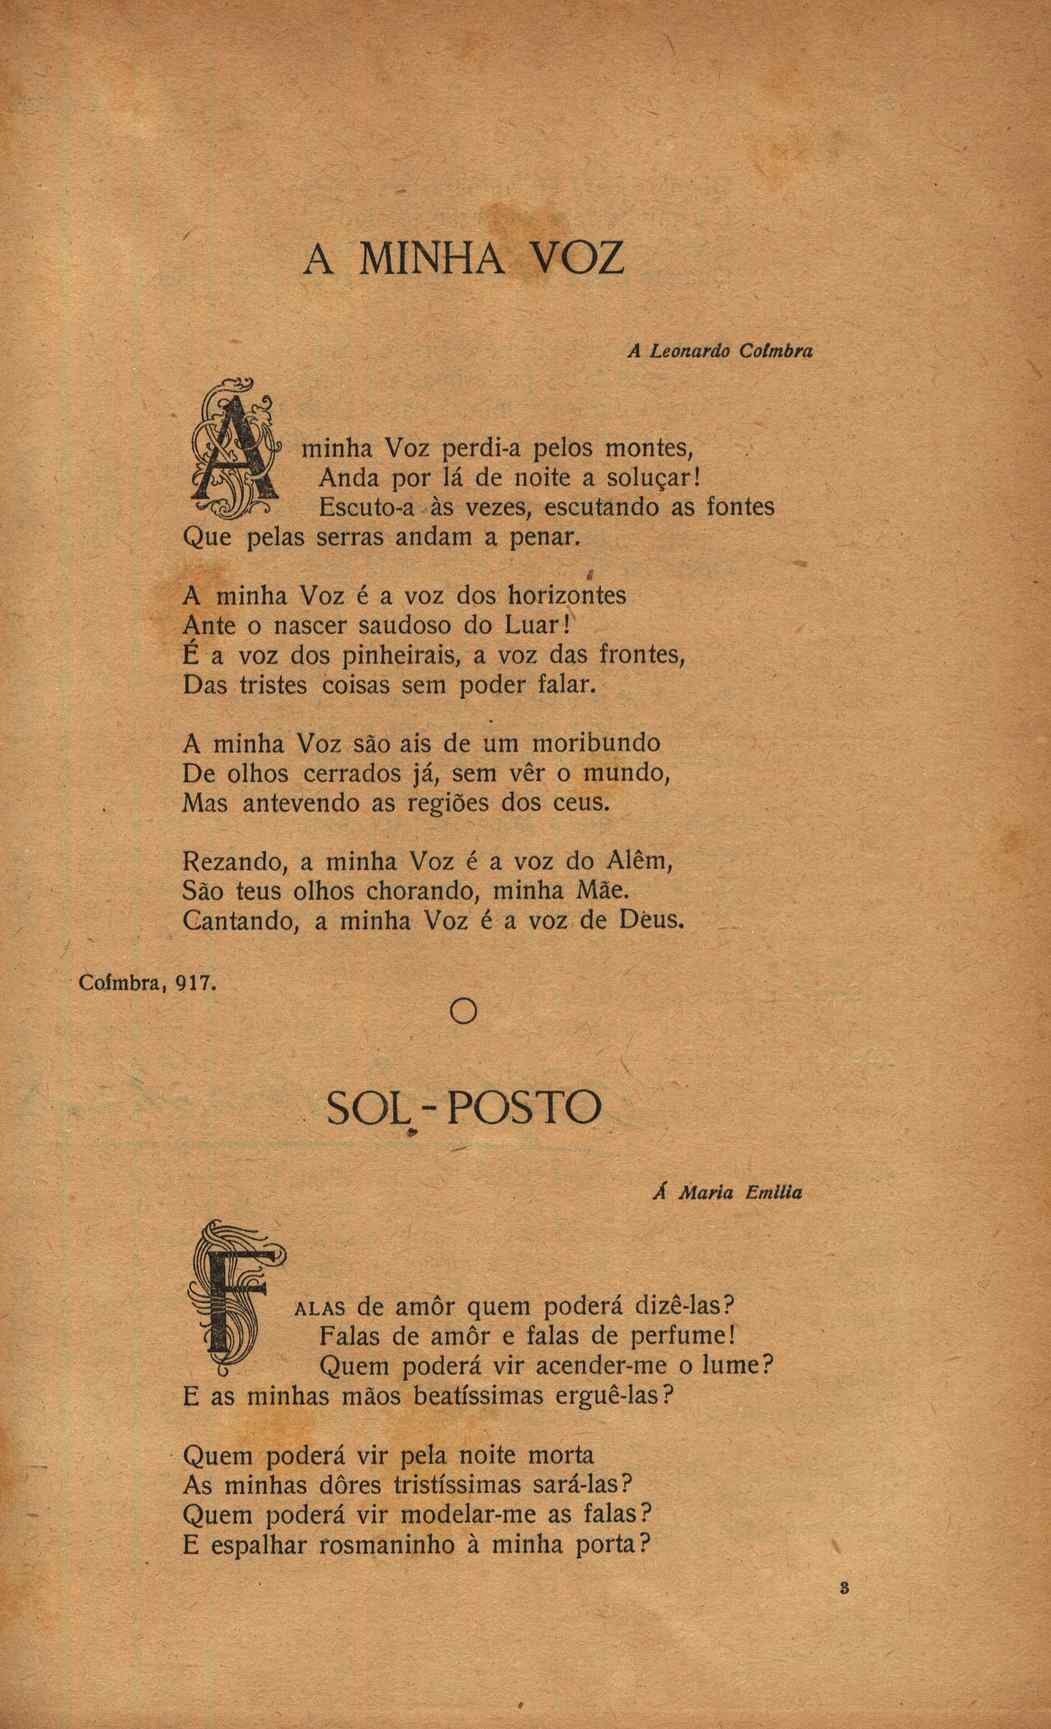 A MINHA VOZ
A Leonardo Coímbra
A minha Voz perdi-a pelos montes,
Anda por lá de noite a soluçar!
Escuto-a às vezes, escutando as fontes
Que pelas serras andam a penar.
A minha Voz é a voz dos horizontes
Ante o nascer saudoso do Luar!
É a voz dos pinheirais, a voz das frontes,
Das tristes coisas sem poder falar.
A minha Voz são ais de um moribundo
De olhos cerrados já, sem vêr o mundo,
Mas antevendo as regiões dos ceus.
Rezando, a minha Voz é a voz do Alêm,
São teus olhos chorando, minha Mãe.
Cantando, a minha Voz é a voz de Deus.
Coímbra, 917.
SOL-POSTO
Á Maria Emilia
FALAS de amôr quem poderá dizê-las?
Falas de amôr e falas de perfume!
Quem poderá vir acender-me o lume?
E as minhas mãos beatíssimas erguê-las?
Quem poderá vir pela noite morta
As minhas dôres tristíssimas sará-las?
Quem poderá vir modelar-me as falas?
E espalhar rosmaninho à minha porta?
3